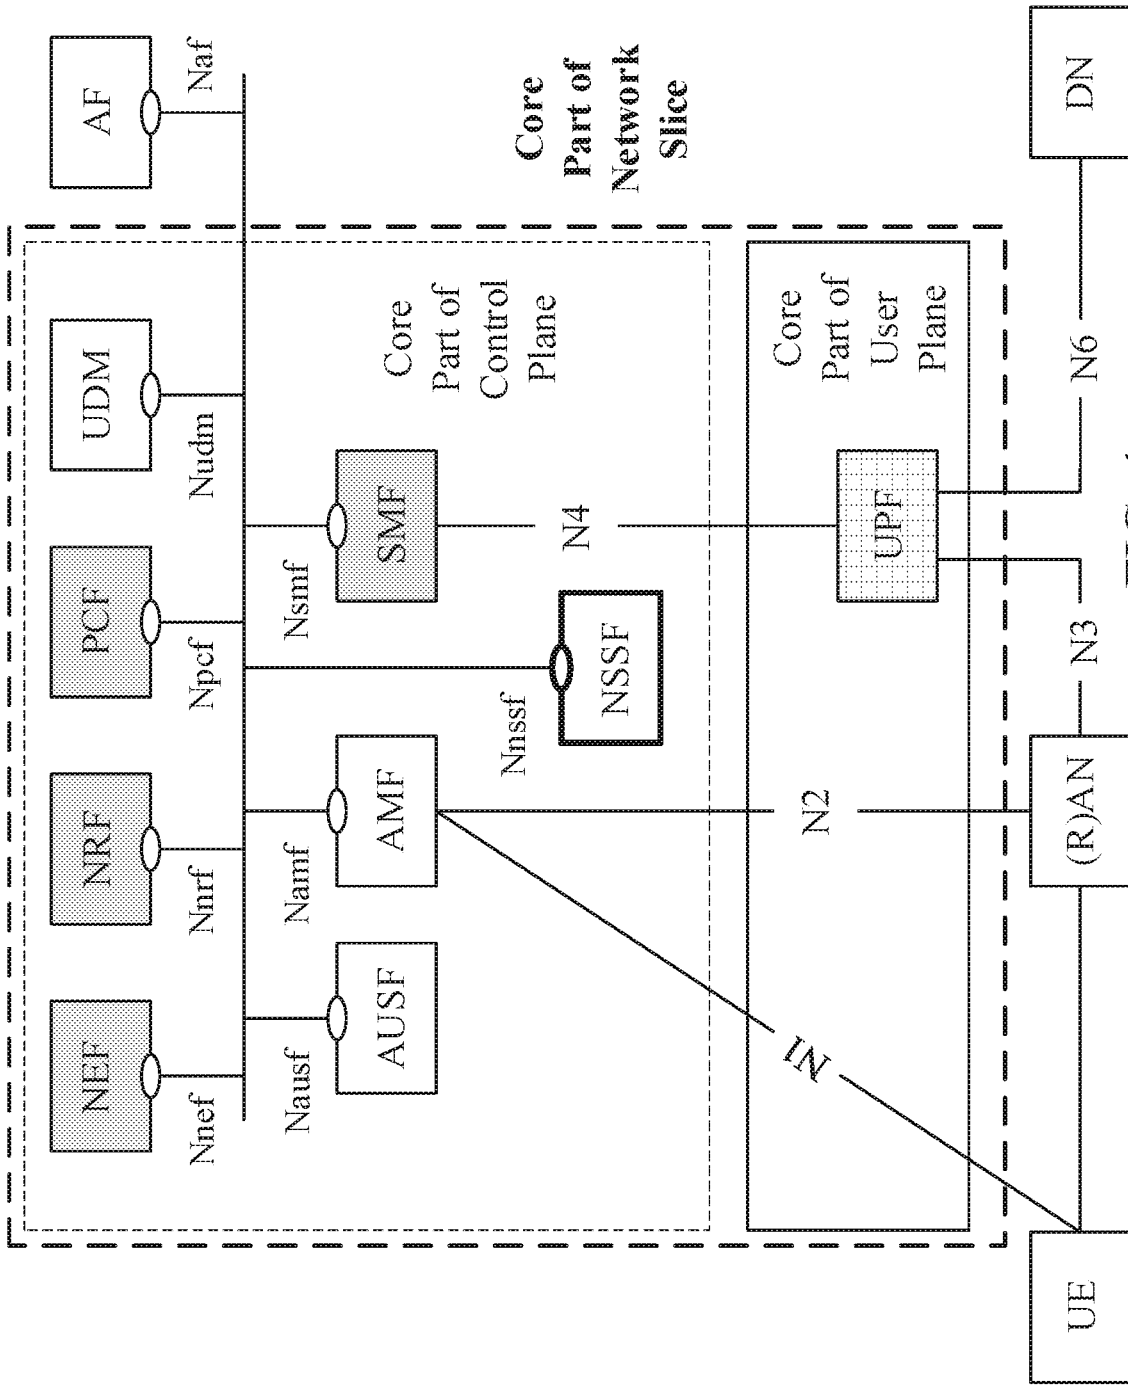 NEF
NRF
PCF
UDM
AF
Nnef
Nnrf
Npcf
Nudm
Naf
Nausf
Namf
Nsmf
AUSF
AMF
SMF
Core
Part of
Control
Plane
Nnssf
NSSF
Core
Part of
Network
Slice
N4
N1
N2
UPF
Core
Part of
User
Plane
N3
N6
UE
(R)AN
DN